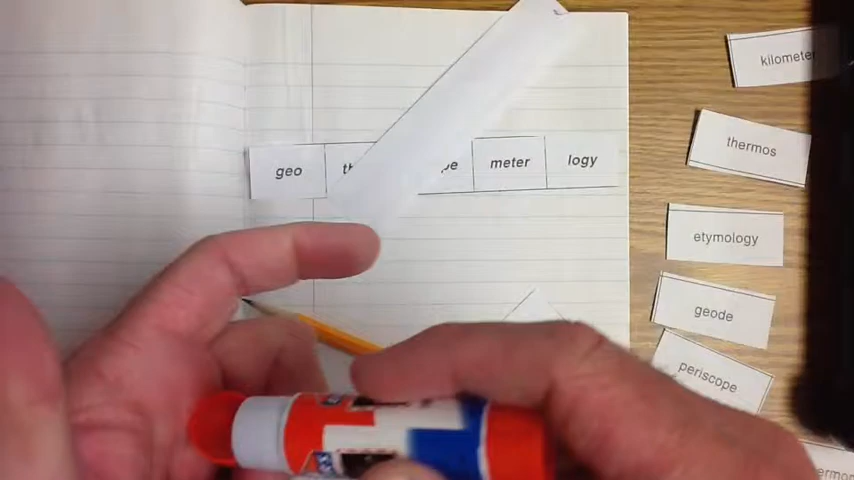 geo
meter
logy
kilometer
thermos
etymology
geode
periscope